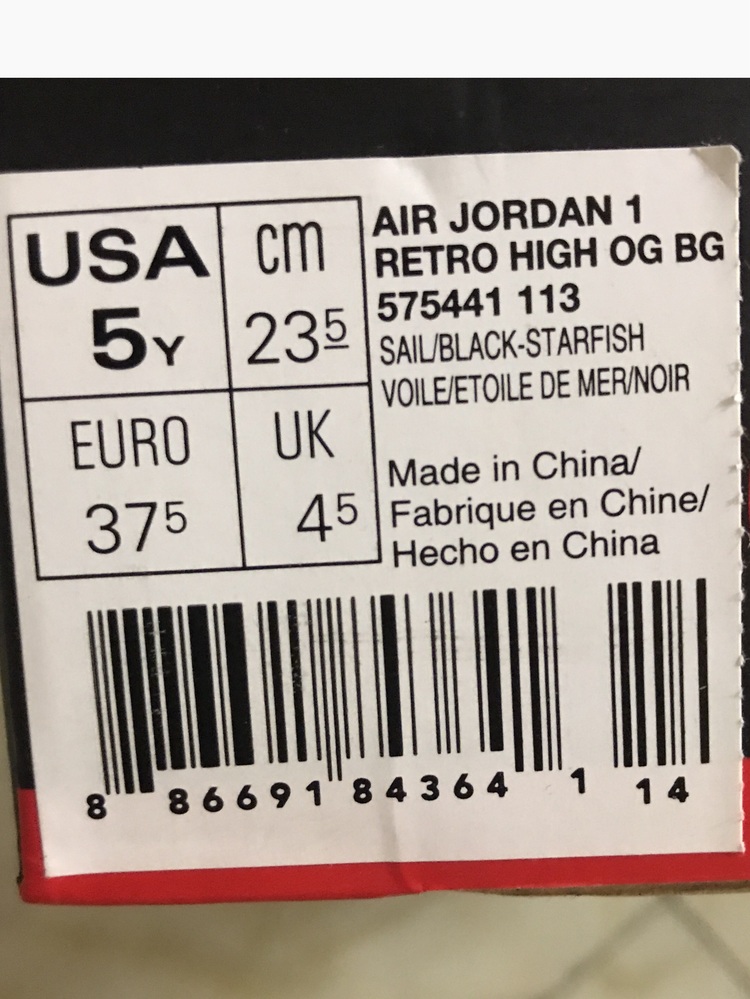 USA
5Y
cm
23 5
EURO
37 5
UK
4 5
AIR JORDAN 1
RETRO HIGH OG BG
575441 113
SAIL/BLACK-STARFISH
VOILE/ETOILE DE MER/NOIR
Made in China/
Fabrique en Chine/
Hecho en China
8 86691 84364 1 14